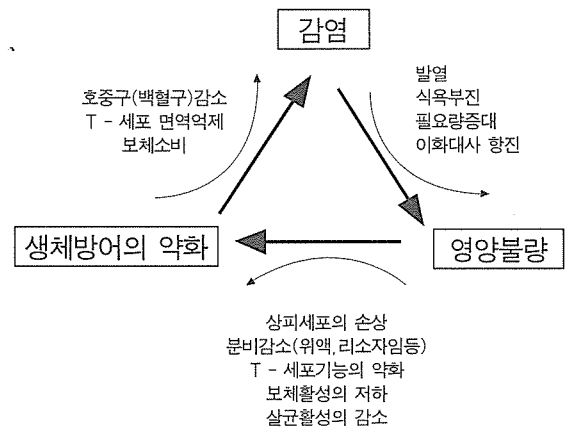 감염
호중구(백혈구)감소
T - 세포 면역억제
보체소비
발열
식욕부진
필요량증대
이화대사 항진
생체방어의 약화
영양불량
상피세포의 손상
분비감소(위액,리소자임등)
T - 세포기능의 약화
보체활성의 저하
살균활성의 감소